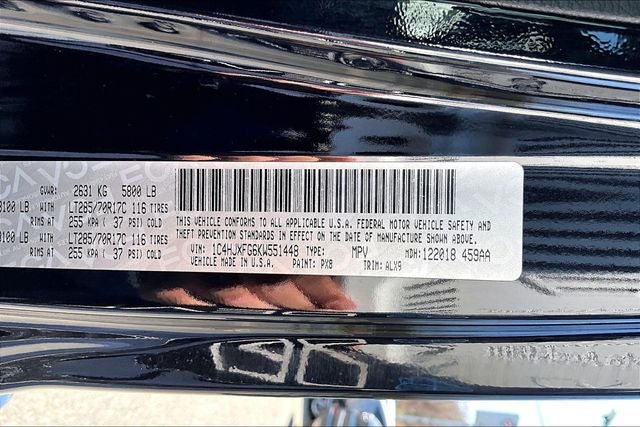 GVWR: 2631 KG 5800 LB
100 LB WITH LT285/70R17C 116 TIRES
RIMS AT 255 KPA ( 37 PSI) COLD
100 LB WITH LT285/70R17C 116 TIRES
RIMS AT 255 KPA ( 37 PSI) COLD
THIS VEHICLE CONFORMS TO ALL APPLICABLE U.S.A. FEDERAL MOTOR VEHICLE SAFETY AND
THEFT PREVENTION STANDARDS IN EFFECT ON THE DATE OF MANUFACTURE SHOWN ABOVE.
VIN: 1C4HJXFG6KW551448 TYPE: MPV MDH: 122018 459AA
VEHICLE MADE IN U.S.A. PAINT: PX8 TRIM: ALX9